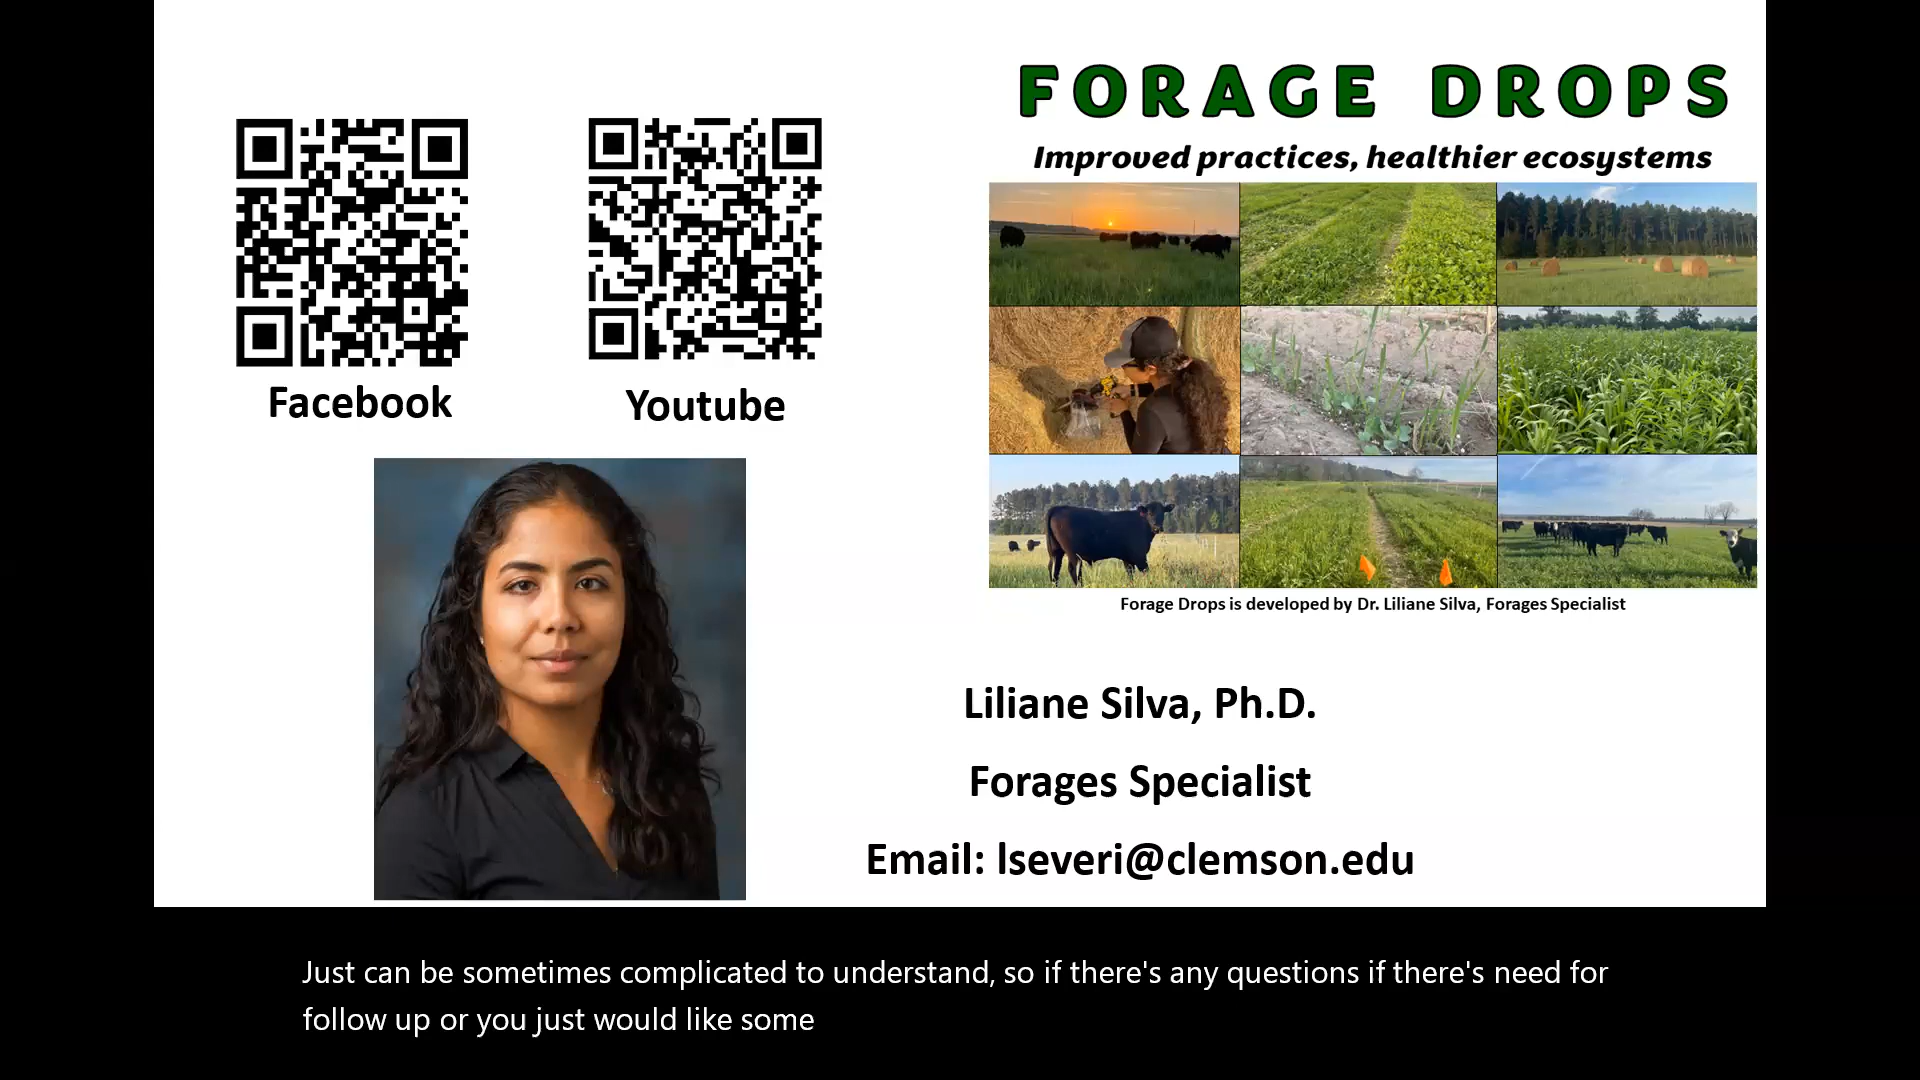 FORAGE DROPS
Improved practices, healthier ecosystems
Facebook
Youtube
Forage Drops is developed by Dr. Liliane Silva, Forages Specialist
Liliane Silva, Ph.D.
Forages Specialist
Email: lseveri@clemson.edu
Just can be sometimes complicated to understand, so if there's any questions if there's need for
follow up or you just would like some